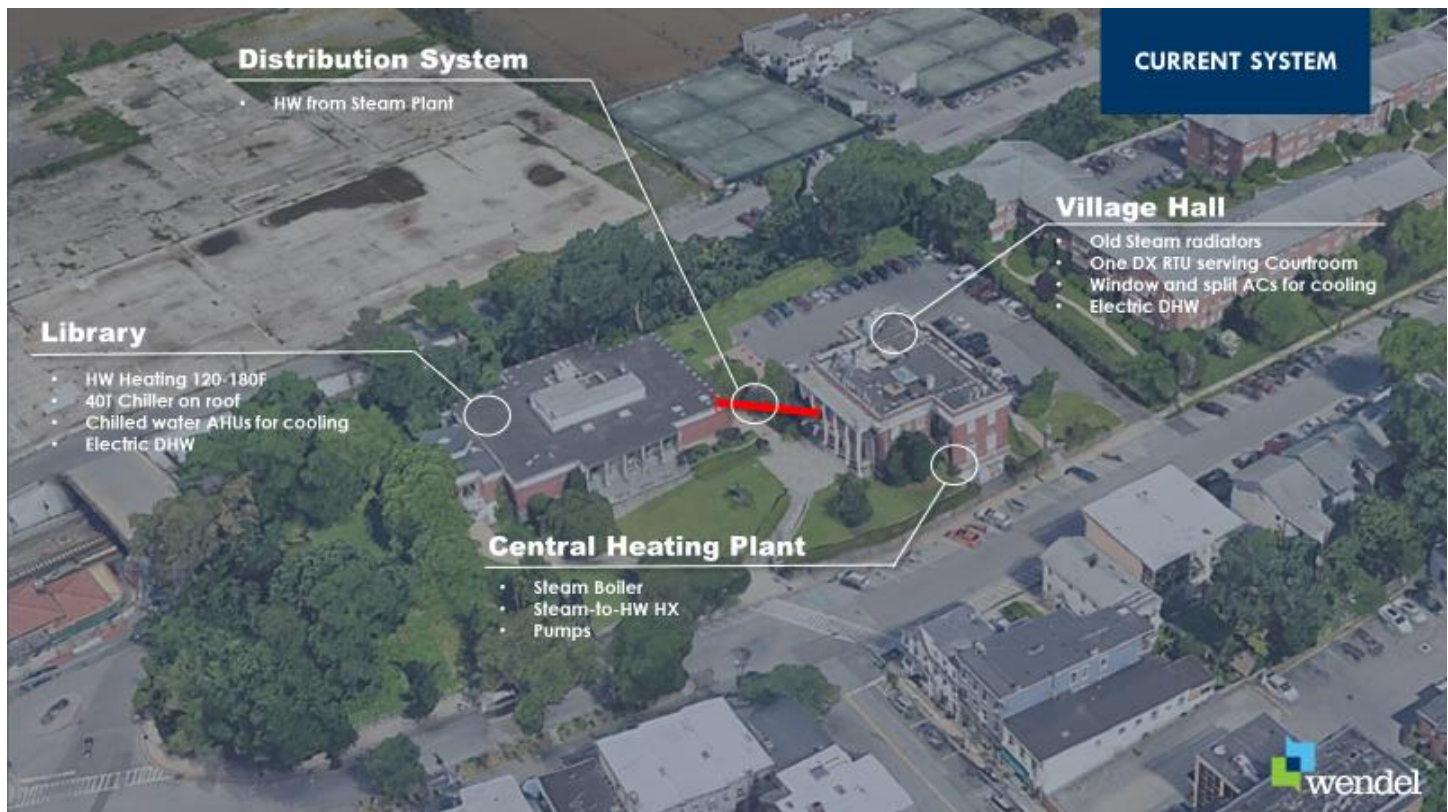 CURRENT SYSTEM
Distribution System
• HW from Steam Plant
Village Hall
• Old Steam radiators
• One DX RTU serving Courtroom
• Window and split ACs for cooling
• Electric DHW
Library
• HW Heating 120-180F
• 40T Chiller on roof
• Chilled water AHUs for cooling
• Electric DHW
Central Heating Plant
• Steam Boiler
• Steam-to-HW HX
• Pumps
wendel